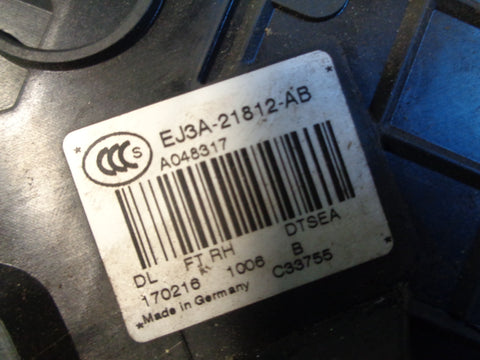 CCC S
EJ3A-21812-AB
A048317
DL FT RH DTSEA
170216 1006 B C33755
Made in Germany